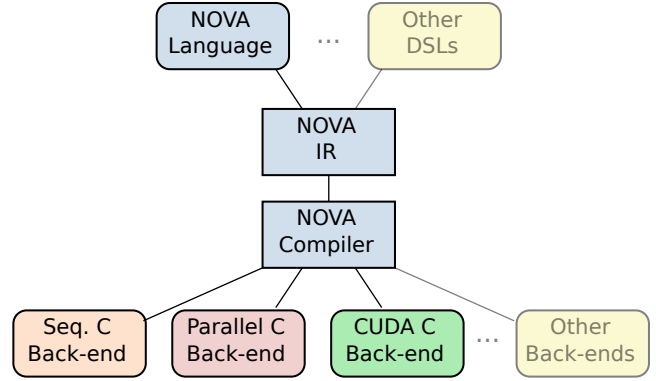 NOVA
Language
...
Other
DSLs
NOVA
IR
NOVA
Compiler
Seq. C
Back-end
Parallel C
Back-end
CUDA C
Back-end
...
Other
Back-ends